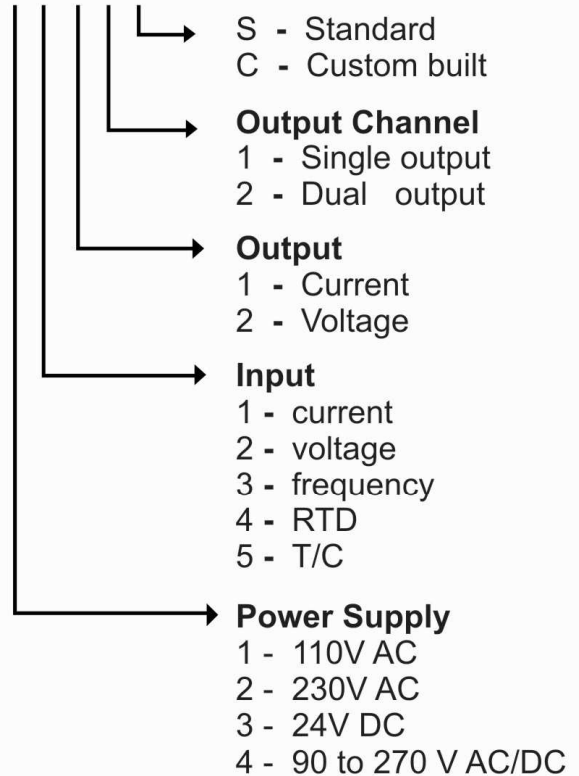 S - Standard
C - Custom built
Output Channel
1 - Single output
2 - Dual output
Output
1 - Current
2 - Voltage
Input
1 - current
2 - voltage
3 - frequency
4 - RTD
5 - T/C
Power Supply
1 - 110V AC
2 - 230V AC
3 - 24V DC
4 - 90 to 270 V AC/DC